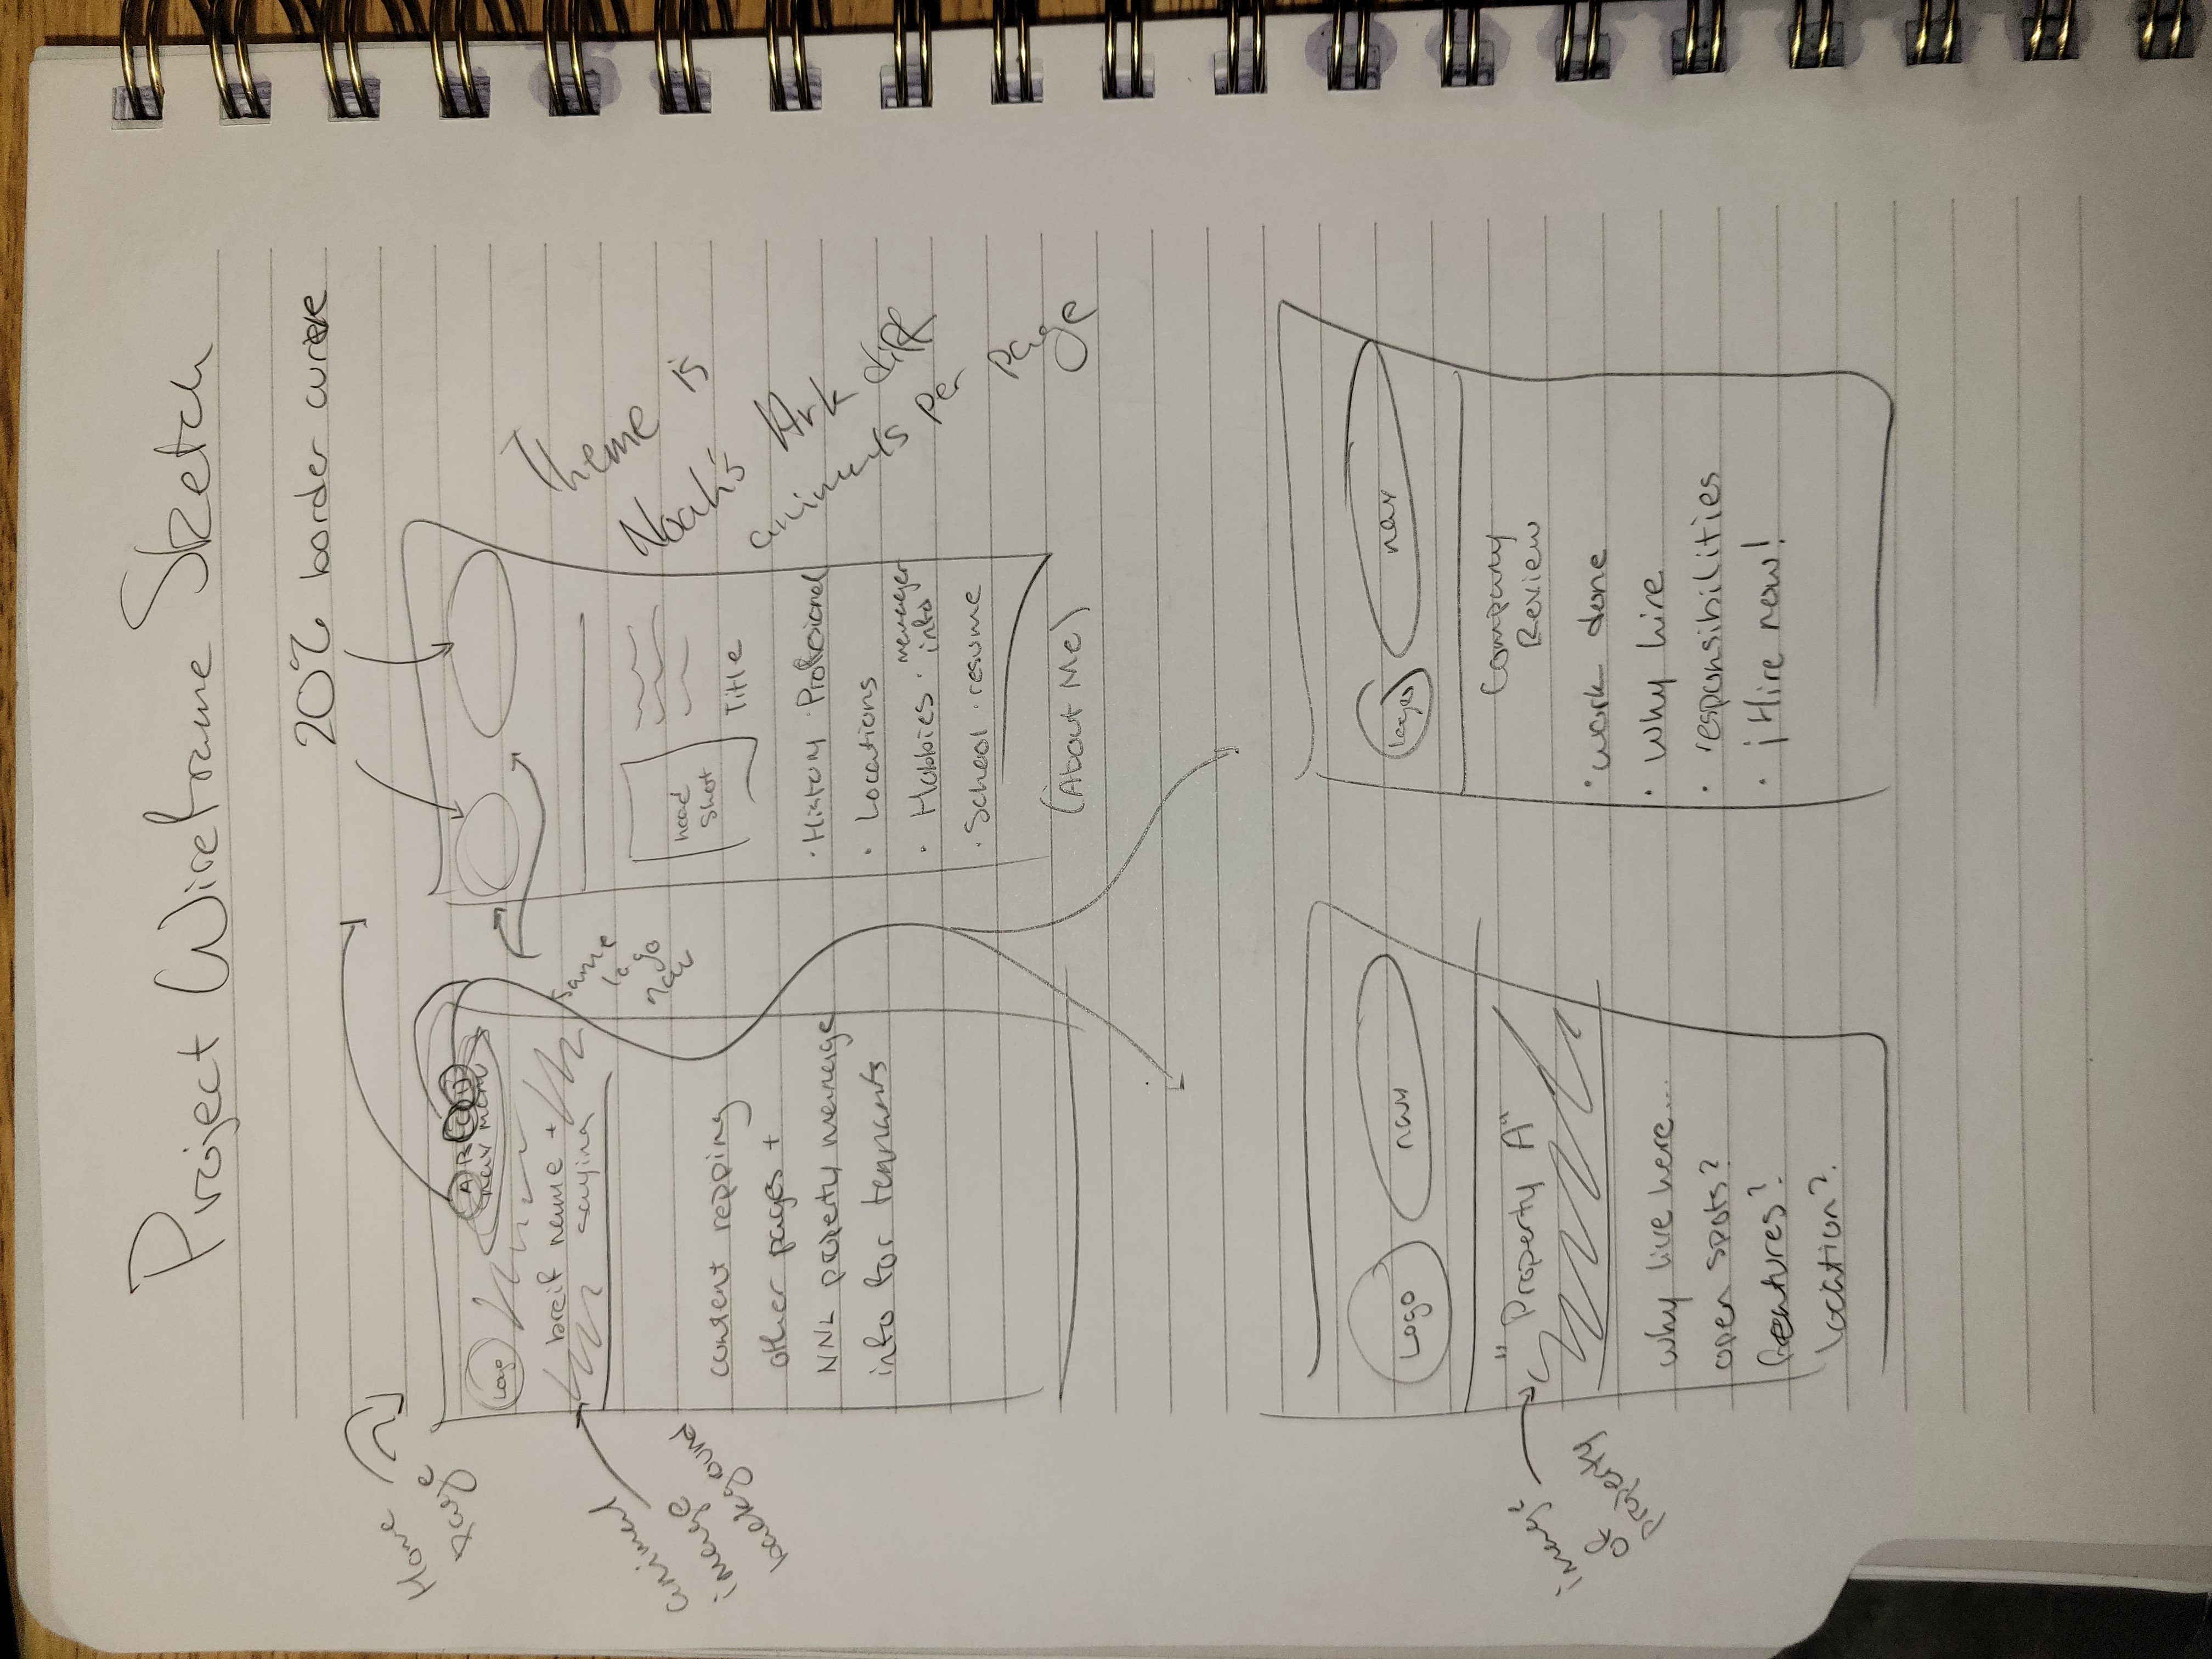 Project Wireframe Sketch
20% border curve
Home
Page
A B C D
nav menu
Logo
breif name +
saying
animal
image
background
content repping
other pages +
NNL property manage
info for tennants
same
logo
nav
head
shot
Title
· History · Profesional
· Locations
· Hobbies · manager
info
· School · resume
(About Me)
Theme is
Noah's Ark diff
animals per page
Logo
nav
"Property A"
image
of
property
why live here...
open spots?
features?
location?
Logo
nav
Company
Review
· work done
· why hire
· responsibilities
· ¡Hire now!